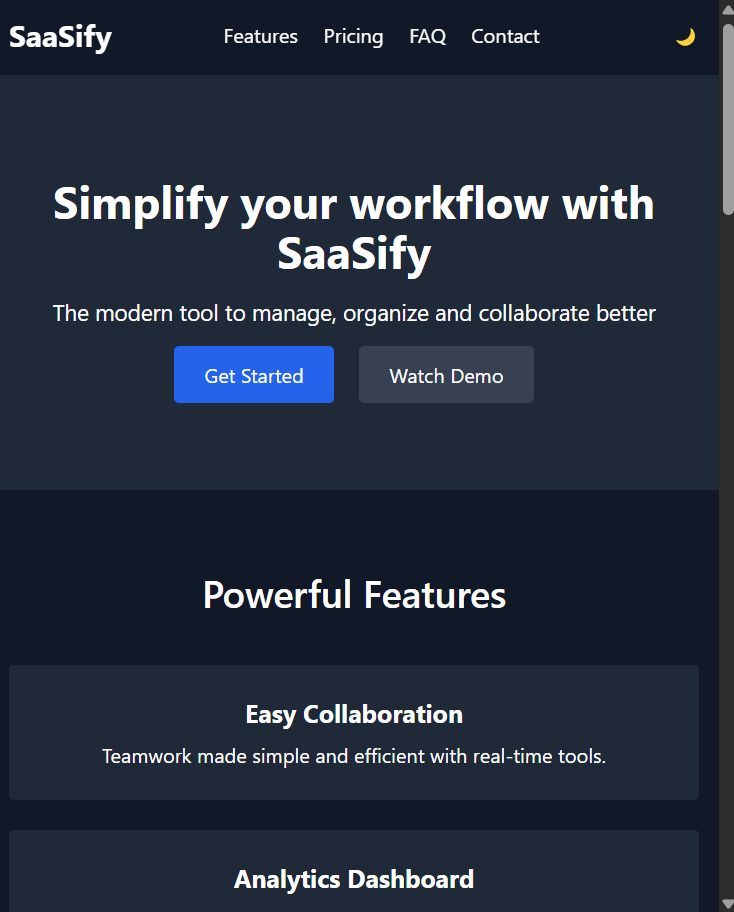 SaaSify Features Pricing FAQ Contact
Simplify your workflow with
SaaSify
The modern tool to manage, organize and collaborate better
Get Started Watch Demo
Powerful Features
Easy Collaboration
Teamwork made simple and efficient with real-time tools.
Analytics Dashboard